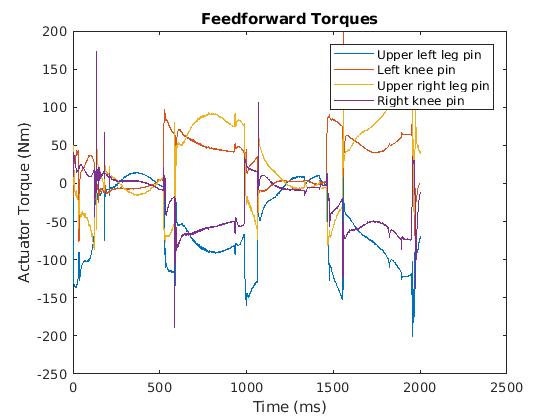 Feedforward Torques
200
150
100
50
0
-50
-100
-150
-200
-250
Actuator Torque (Nm)
Upper left leg pin
Left knee pin
Upper right leg pin
Right knee pin
0 500 1000 1500 2000 2500
Time (ms)